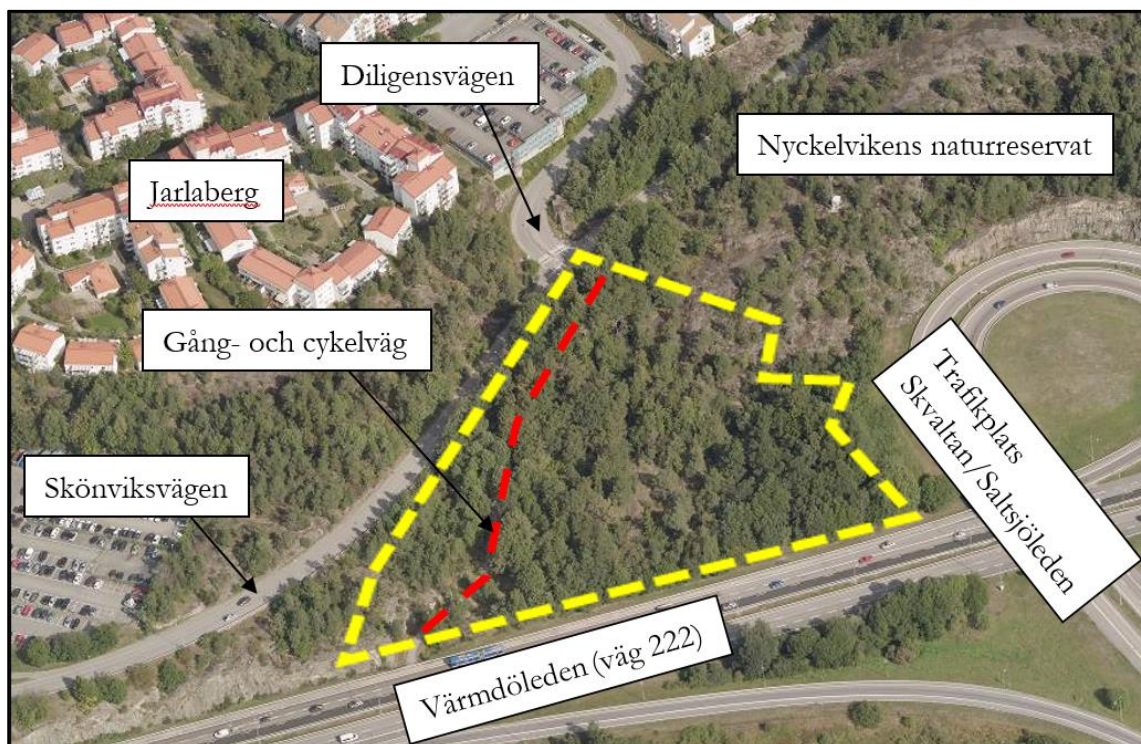 Diligensvägen
Nyckelvikens naturreservat
Jarlaberg
Gång- och cykelväg
Trafikplats
Skvaltan/Saltsjöleden
Skönviksvägen
Värmdöleden (väg 222)